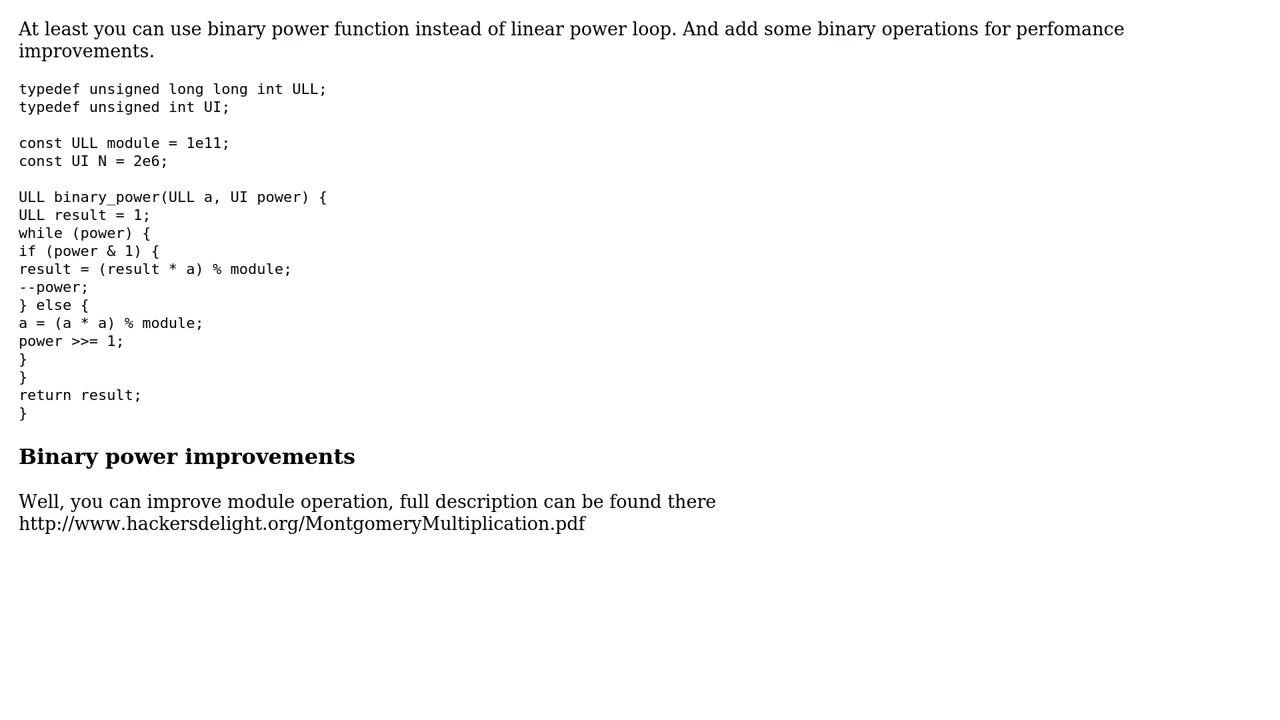 At least you can use binary power function instead of linear power loop. And add some binary operations for perfomance
improvements.
typedef unsigned long long int ULL;
typedef unsigned int UI;
const ULL module = 1e11;
const UI N = 2e6;
ULL binary_power(ULL a, UI power) {
ULL result = 1;
while (power) {
if (power & 1) {
result = (result * a) % module;
--power;
} else {
a = (a * a) % module;
power >>= 1;
}
}
return result;
}
Binary power improvements
Well, you can improve module operation, full description can be found there
http://www.hackersdelight.org/MontgomeryMultiplication.pdf